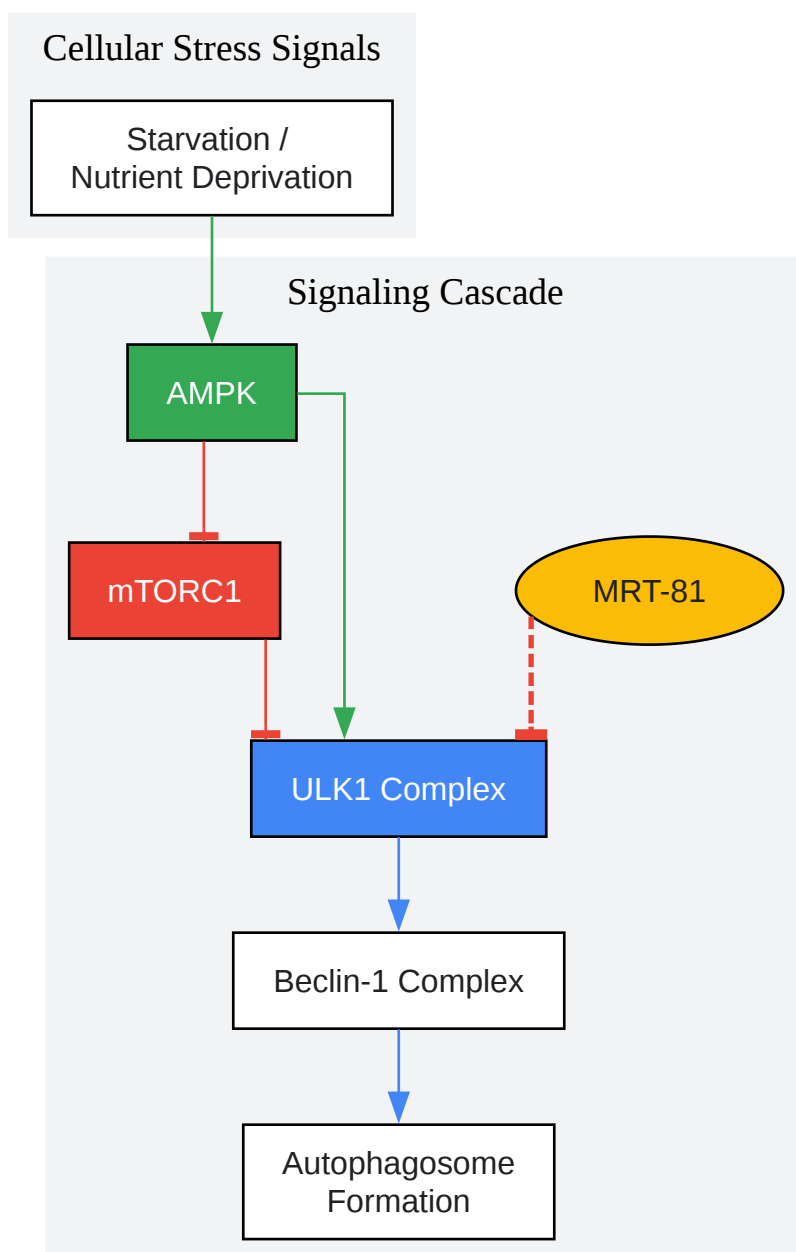 Cellular Stress Signals
Starvation /
Nutrient Deprivation
Signaling Cascade
AMPK
mTORC1
MRT-81
ULK1 Complex
Beclin-1 Complex
Autophagosome
Formation